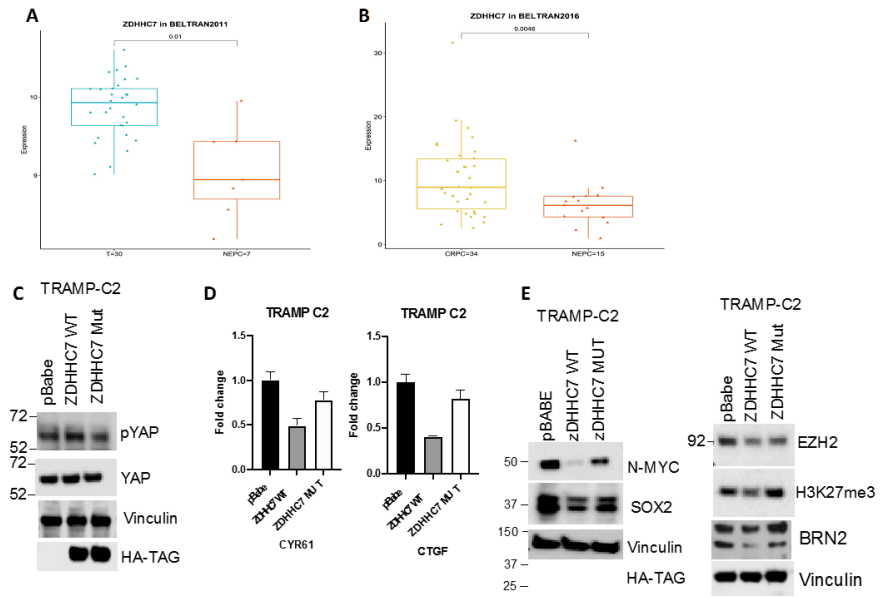 A
ZDHHC7 in BELTRAN2011
0.01
10
9
Expression
T=30
NEPC=7
B
ZDHHC7 in BELTRAN2016
0.0048
30
20
10
0
Expression
CRPC=34
NEPC=15
C
TRAMP-C2
pBabe
ZDHHC7 WT
ZDHHC7 Mut
72
52
pYAP
72
52
YAP
Vinculin
HA-TAG
D
TRAMP C2
Fold change
1.5
1.0
0.5
0.0
pBabe
ZDHHC7 WT
ZDHHC7 MUT
CYR61
TRAMP C2
Fold change
1.5
1.0
0.5
0.0
pBabe
ZDHHC7 WT
ZDHHC7 MUT
CTGF
E
TRAMP-C2
pBABE
zDHHC7 WT
zDHHC7 MUT
50
N-MYC
37
SOX2
150
Vinculin
37
25
HA-TAG
TRAMP-C2
pBabe
ZDHHC7 WT
ZDHHC7 Mut
92
EZH2
H3K27me3
BRN2
Vinculin